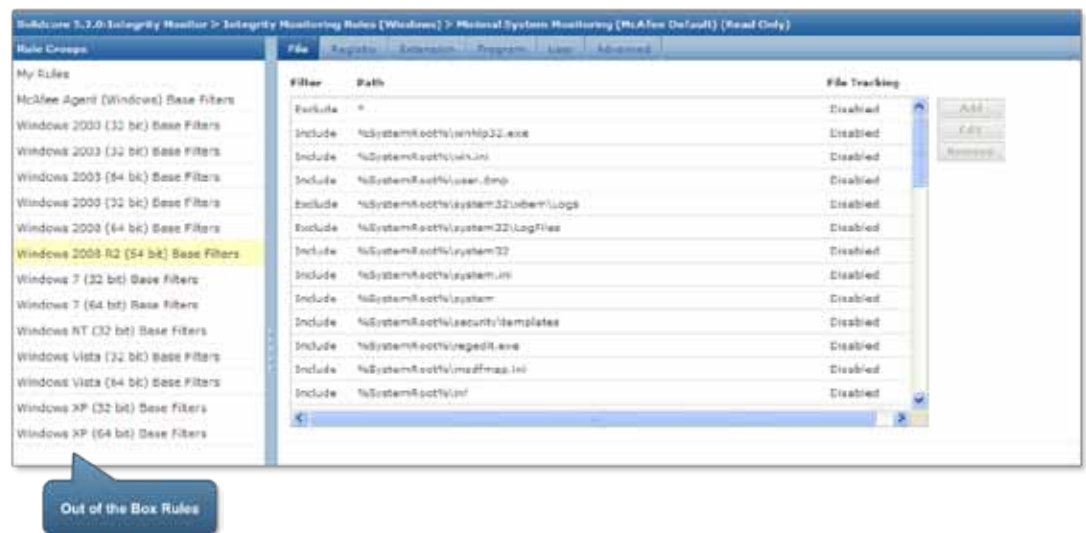 Solidcore 5.2.0: Integrity Monitor > Integrity Monitoring Rules (Windows) > Minimal System Monitoring (McAfee Default) (Read Only)
Rule Groups
File Registry Extension Program User Advanced
My Rules
McAfee Agent (Windows) Base Filters
Windows 2000 (32 bit) Base Filters
Windows 2003 (32 bit) Base Filters
Windows 2003 (64 bit) Base Filters
Windows 2008 (32 bit) Base Filters
Windows 2008 (64 bit) Base Filters
Windows 2008 R2 (64 bit) Base Filters
Windows 7 (32 bit) Base Filters
Windows 7 (64 bit) Base Filters
Windows NT (32 bit) Base Filters
Windows Vista (32 bit) Base Filters
Windows Vista (64 bit) Base Filters
Windows XP (32 bit) Base Filters
Windows XP (64 bit) Base Filters
Filter Path File Tracking
Exclude * Disabled
Include %SystemRoot%\winhlp32.exe Disabled
Include %SystemRoot%\win.ini Disabled
Include %SystemRoot%\user.dmp Disabled
Exclude %SystemRoot%\system32\wbem\Logs Disabled
Exclude %SystemRoot%\system32\LogFiles Disabled
Include %SystemRoot%\system32 Disabled
Include %SystemRoot%\system.ini Disabled
Include %SystemRoot%\system Disabled
Include %SystemRoot%\security\templates Disabled
Include %SystemRoot%\regedit.exe Disabled
Include %SystemRoot%\msdfmap.ini Disabled
Include %SystemRoot%\inf Disabled
Add
Edit
Remove
Out of the Box Rules